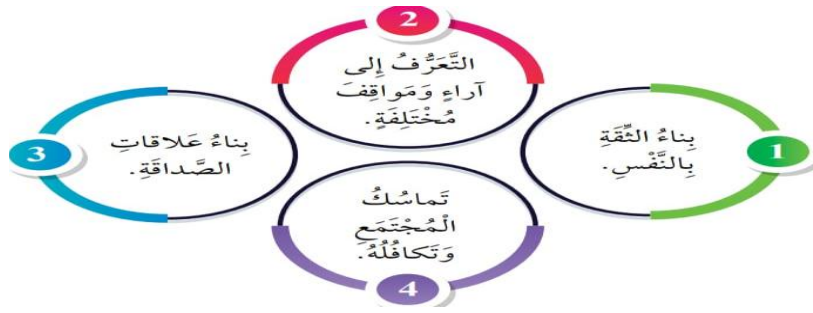 1
بِناءُ الثِّقَةِ
بِالنَّفْسِ.
2
التَّعَرُّفُ إِلى
آراءٍ وَمَواقِفَ
مُخْتَلِفَةٍ.
3
بِناءُ عَلاقاتِ
الصَّداقَةِ.
4
تَماسُكُ
الْمُجْتَمَعِ
وَتَكافُلُهُ.